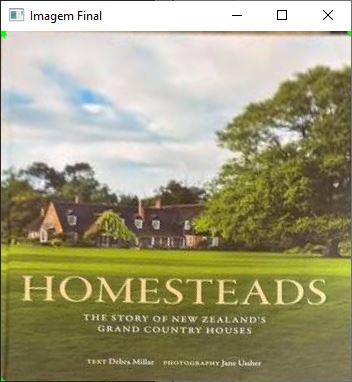 Imagem Final
HOMESTEADS
THE STORY OF NEW ZEALAND'S
GRAND COUNTRY HOUSES
TEXT Debra Millar PHOTOGRAPHY Jane Ussher